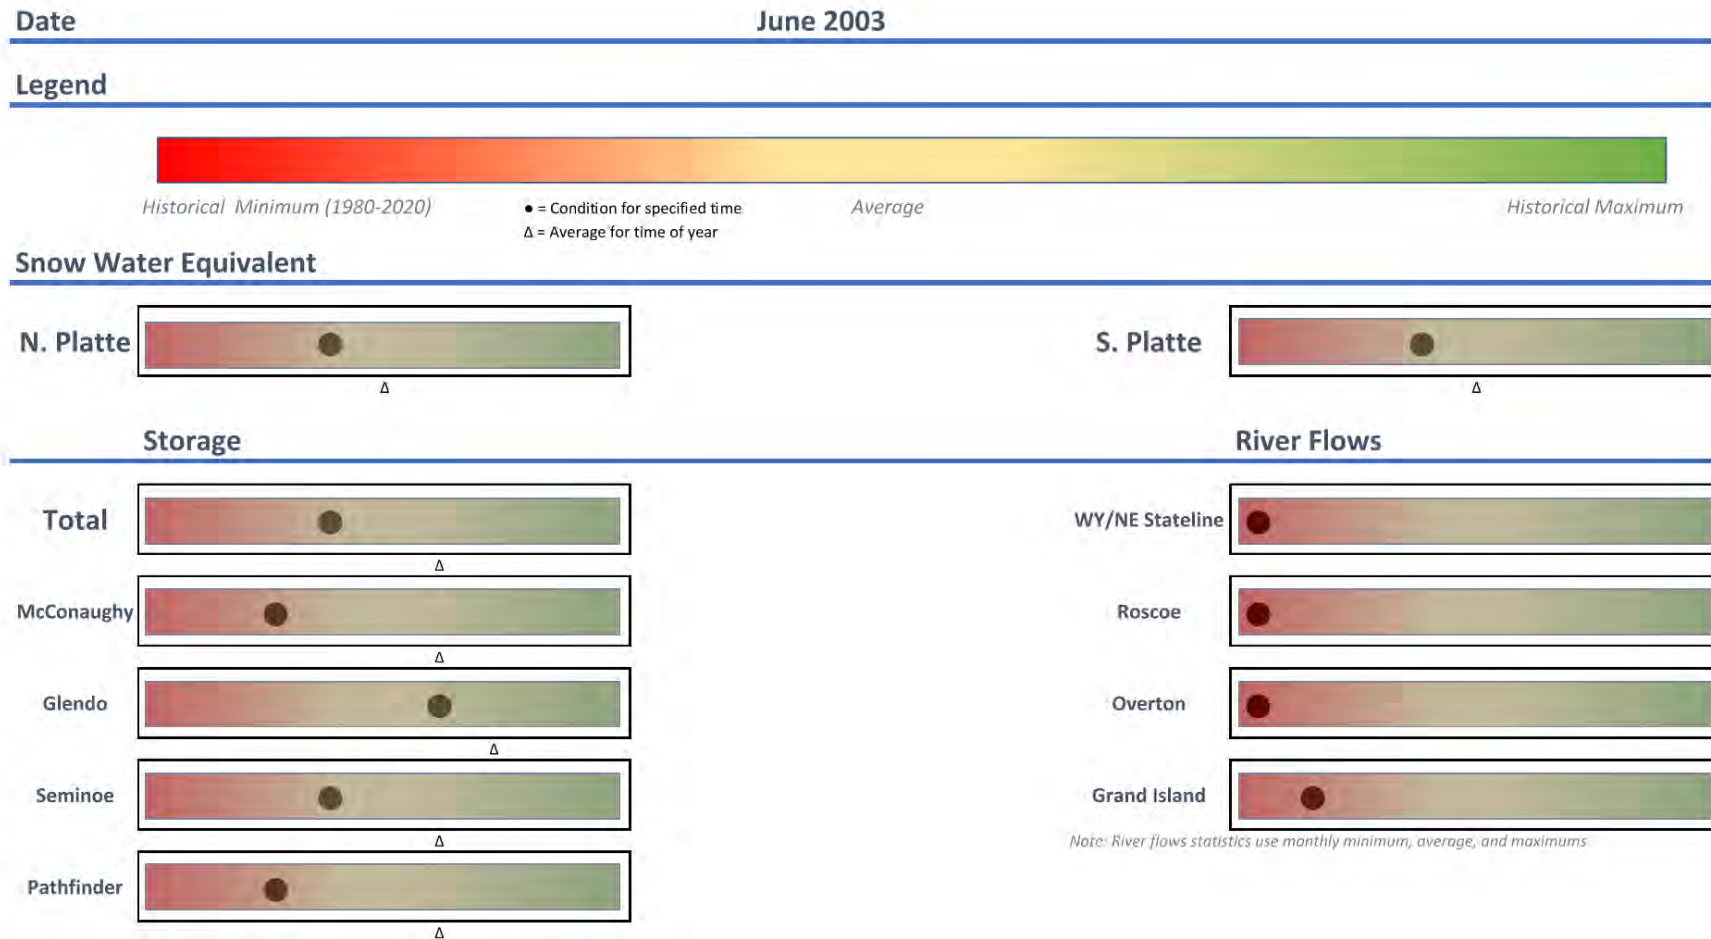 Date June 2003
Legend
Historical Minimum (1980-2020) ● = Condition for specified time Average Historical Maximum
Δ = Average for time of year
Snow Water Equivalent
N. Platte S. Platte
Δ Δ
Storage River Flows
Total WY/NE Stateline
Δ
McConaughy Roscoe
Δ
Glendo Overton
Δ
Seminoe Grand Island
Δ Note: River flows statistics use monthly minimum, average, and maximums
Pathfinder
Δ